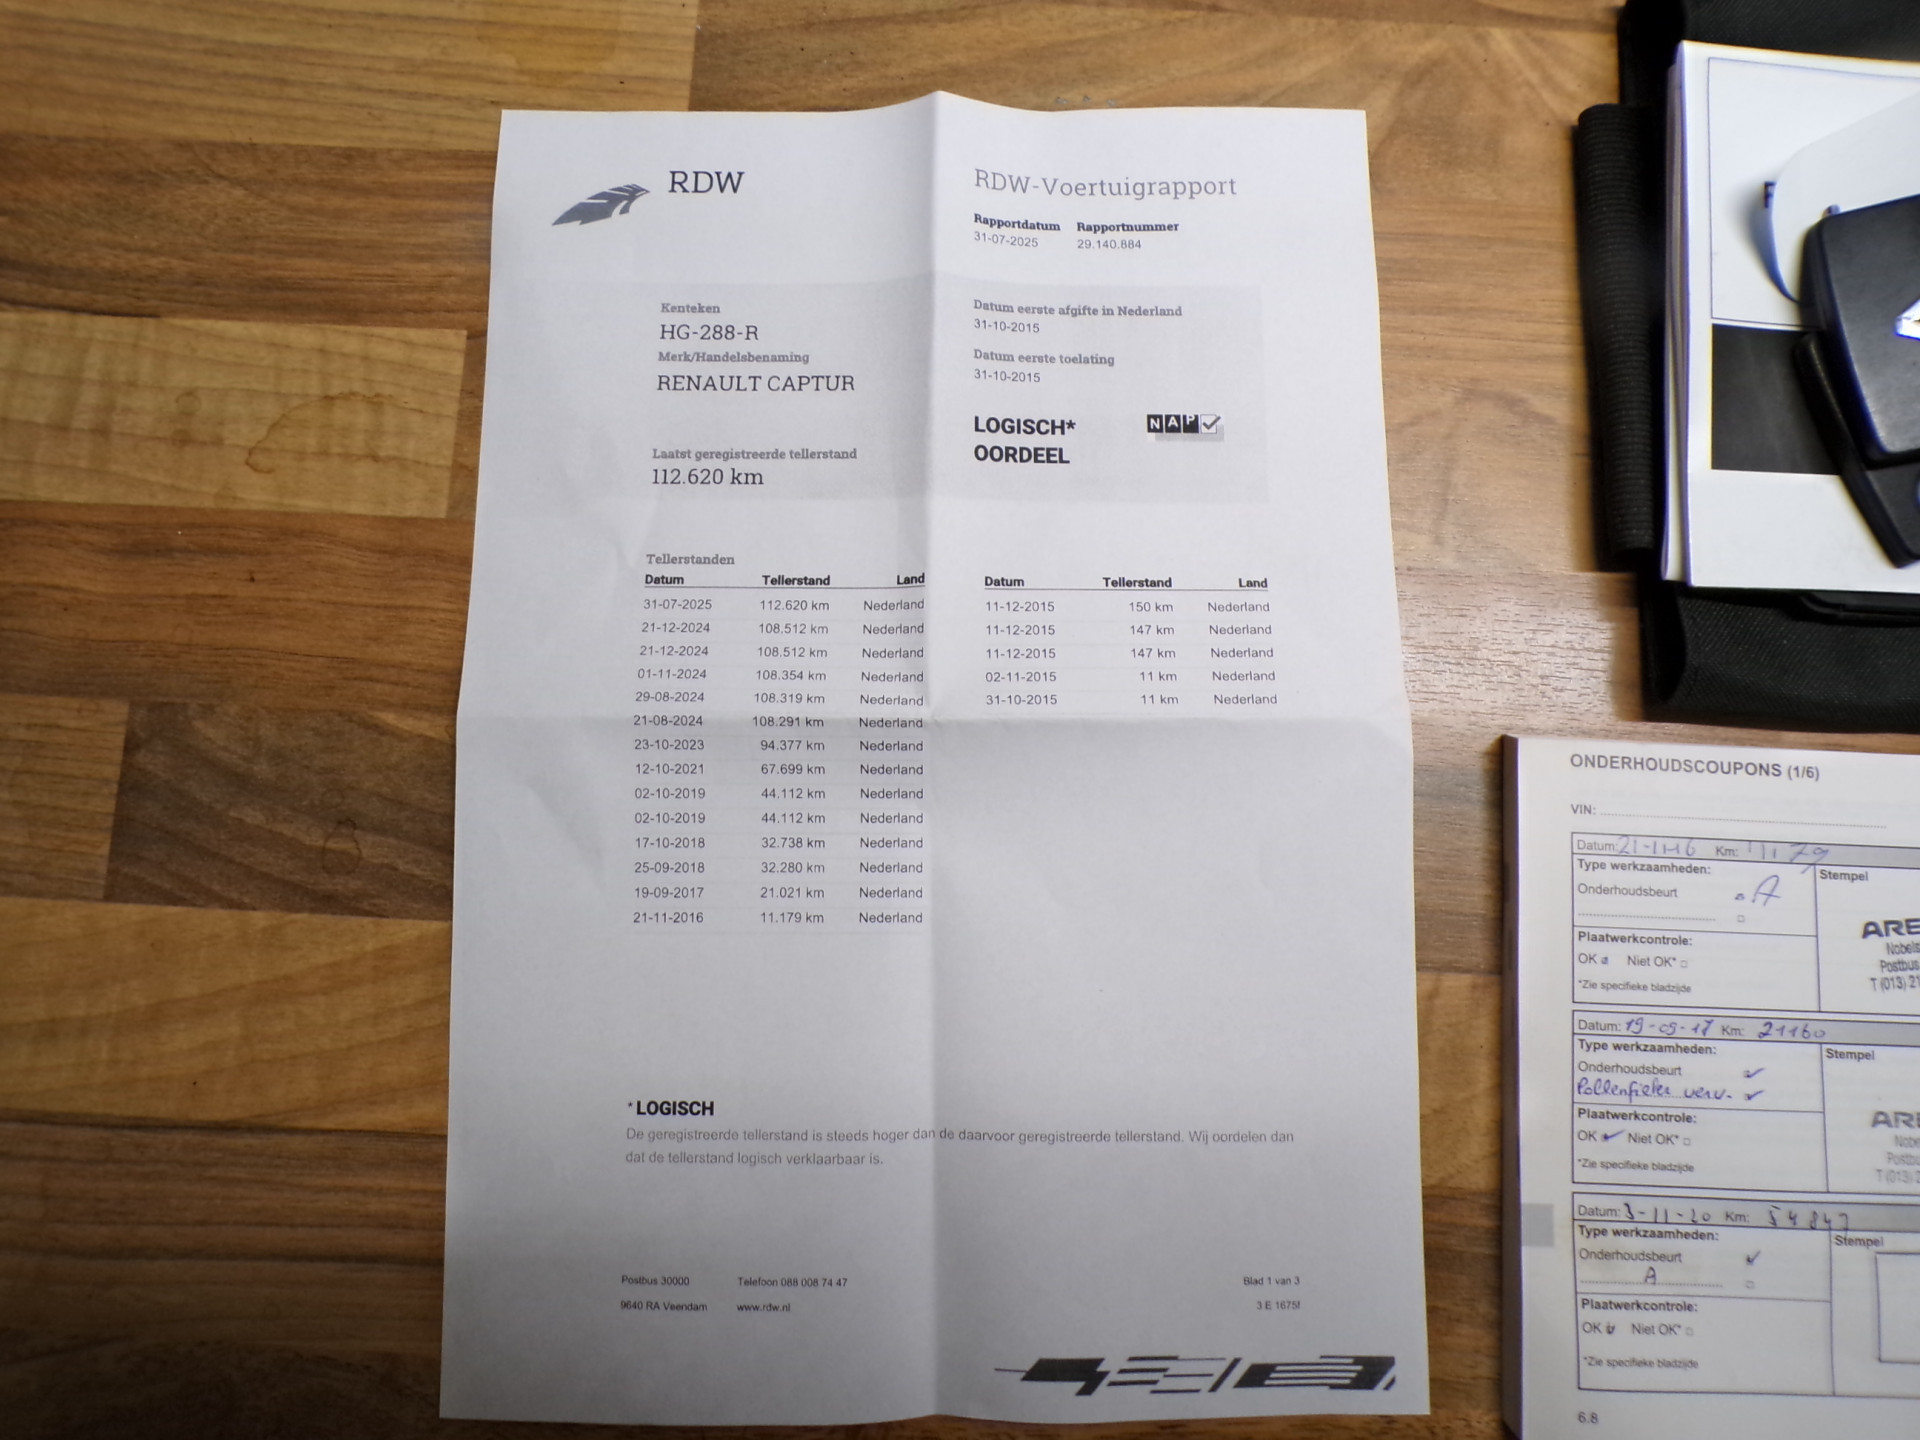 RDW
RDW-Voertuigrapport
Rapportdatum Rapportnummer
31-07-2025 29.140.884
Kenteken
HG-288-R
Merk/Handelsbenaming
RENAULT CAPTUR
Laatst geregistreerde tellerstand
112.620 km
Datum eerste afgifte in Nederland
31-10-2015
Datum eerste toelating
31-10-2015
LOGISCH*
OORDEEL
NAP
Tellerstanden
Datum Tellerstand Land
31-07-2025 112.620 km Nederland
21-12-2024 108.512 km Nederland
21-12-2024 108.512 km Nederland
01-11-2024 108.354 km Nederland
29-08-2024 108.319 km Nederland
21-08-2024 108.291 km Nederland
23-10-2023 94.377 km Nederland
12-10-2021 67.699 km Nederland
02-10-2019 44.112 km Nederland
02-10-2019 44.112 km Nederland
17-10-2018 32.738 km Nederland
25-09-2018 32.280 km Nederland
19-09-2017 21.021 km Nederland
21-11-2016 11.179 km Nederland
Datum Tellerstand Land
11-12-2015 150 km Nederland
11-12-2015 147 km Nederland
11-12-2015 147 km Nederland
02-11-2015 11 km Nederland
31-10-2015 11 km Nederland
*LOGISCH
De geregistreerde tellerstand is steeds hoger dan de daarvoor geregistreerde tellerstand. Wij oordelen dan
dat de tellerstand logisch verklaarbaar is.
Postbus 30000 Telefoon 088 008 74 47
9640 RA Veendam www.rdw.nl
Blad 1 van 3
3 E 1675f
ONDERHOUDSCOUPONS (1/6)
VIN:
Datum: Km:
Type werkzaamheden: Stempel
Onderhoudsbeurt A
Plaatwerkcontrole:
OK Niet OK*
*Zie specifieke bladzijde
ARE
Nobels
Postbus
T (013) 21
Datum: 19-09-17 Km: 21160
Type werkzaamheden: Stempel
Onderhoudsbeurt
Pollenfilter verv.
Plaatwerkcontrole:
OK Niet OK*
*Zie specifieke bladzijde
Datum: 3-11-20 Km: 54847
Type werkzaamheden: Stempel
Onderhoudsbeurt
A
Plaatwerkcontrole:
OK Niet OK*
*Zie specifieke bladzijde
6.8